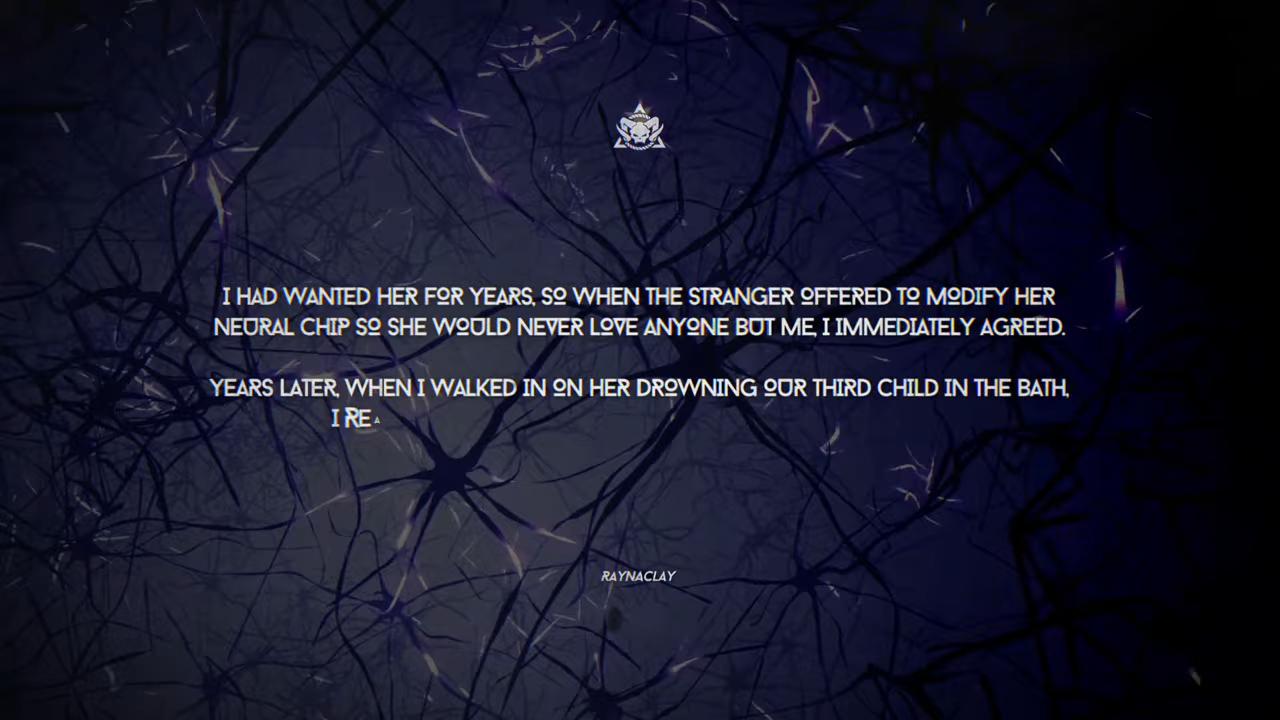 I HAD WANTED HER FOR YEARS, SO WHEN THE STRANGER OFFERED TO MODIFY HER
NEURAL CHIP SO SHE WOULD NEVER LOVE ANYONE BUT ME, I IMMEDIATELY AGREED.
YEARS LATER, WHEN I WALKED IN ON HER DROWNING OUR THIRD CHILD IN THE BATH,
I REA
RAYNACLAY